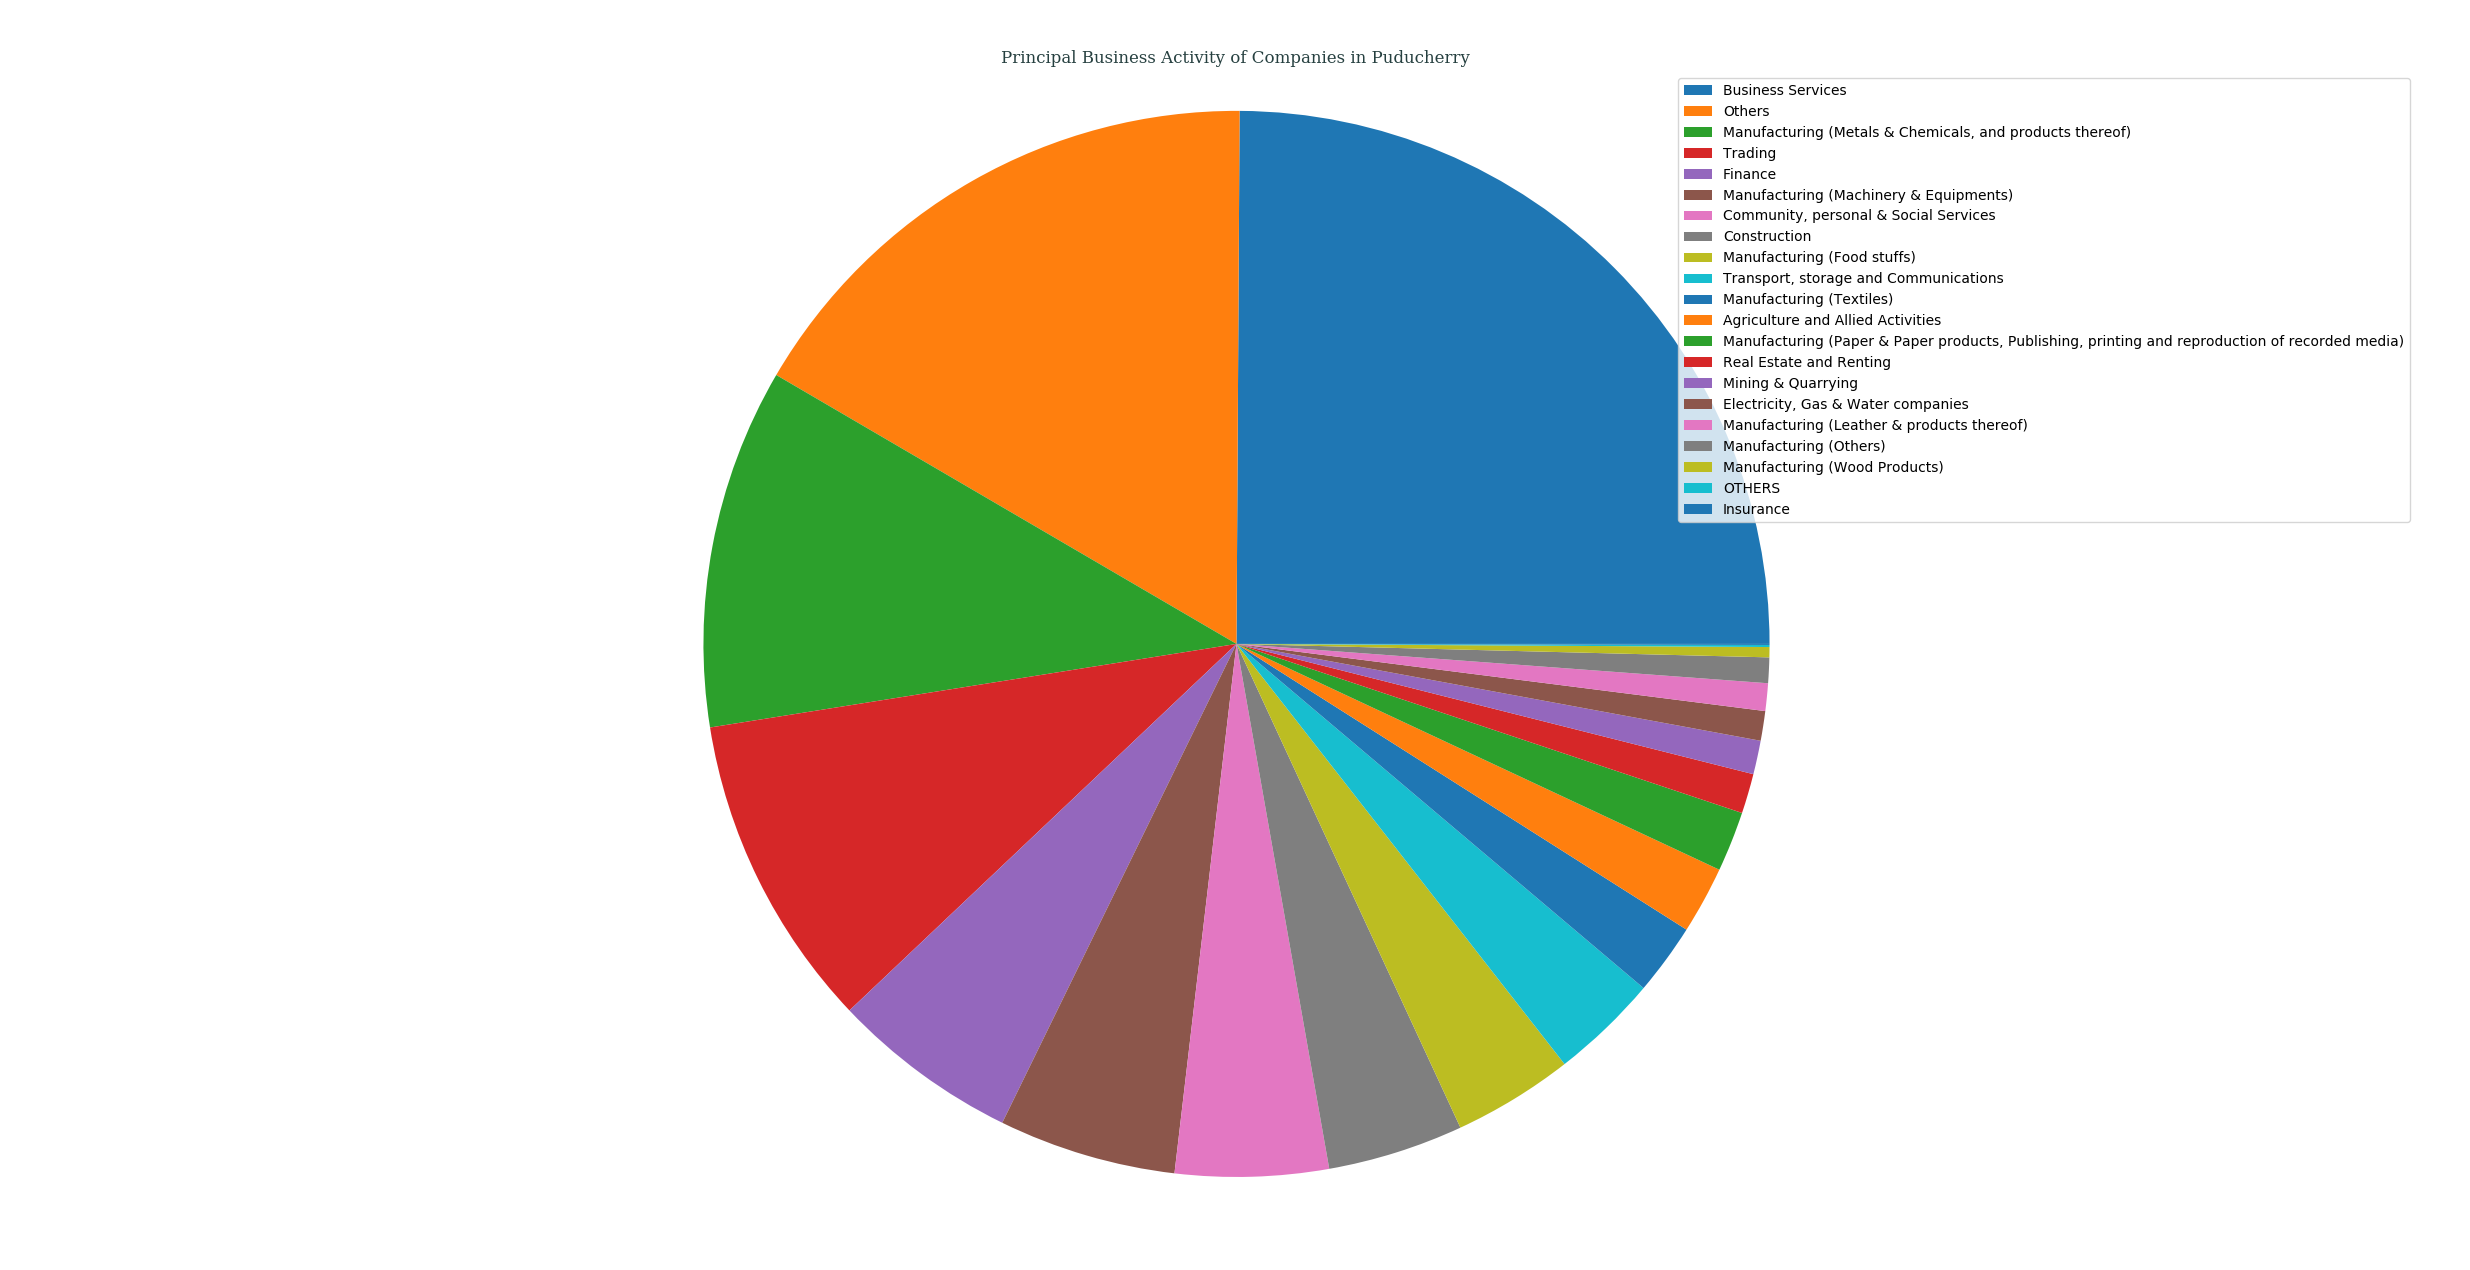 Principal Business Activity of Companies in Puducherry
Business Services
Others
Manufacturing (Metals & Chemicals, and products thereof)
Trading
Finance
Manufacturing (Machinery & Equipments)
Community, personal & Social Services
Construction
Manufacturing (Food stuffs)
Transport, storage and Communications
Manufacturing (Textiles)
Agriculture and Allied Activities
Manufacturing (Paper & Paper products, Publishing, printing and reproduction of recorded media)
Real Estate and Renting
Mining & Quarrying
Electricity, Gas & Water companies
Manufacturing (Leather & products thereof)
Manufacturing (Others)
Manufacturing (Wood Products)
OTHERS
Insurance